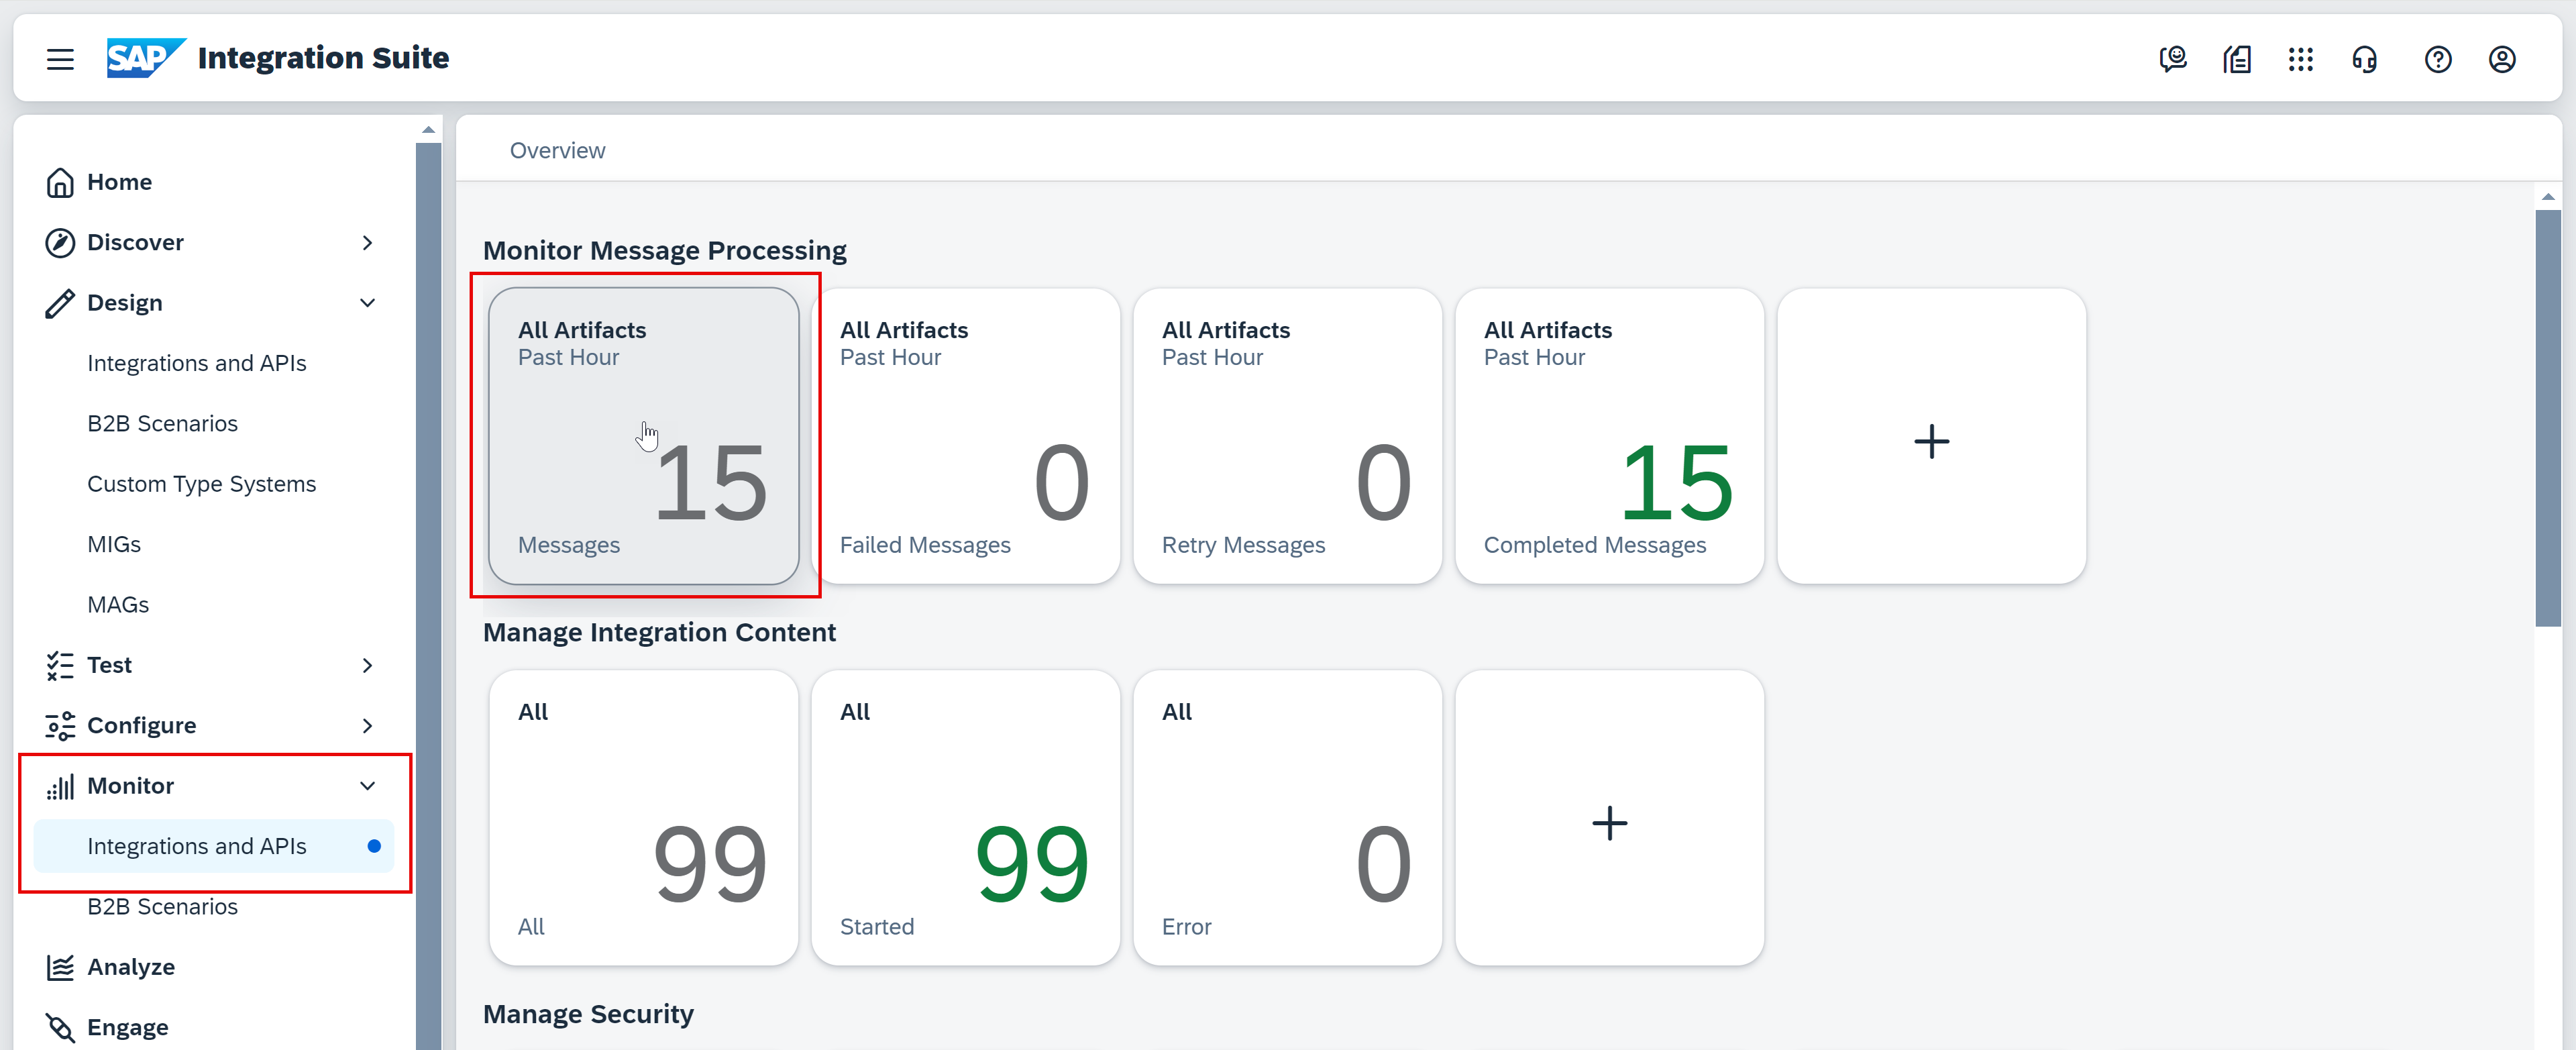 SAP Integration Suite
Home
Discover
Design
Integrations and APIs
B2B Scenarios
Custom Type Systems
MIGs
MAGs
Test
Configure
Monitor
Integrations and APIs
B2B Scenarios
Analyze
Engage
Overview
Monitor Message Processing
All Artifacts
Past Hour
15
Messages
All Artifacts
Past Hour
0
Failed Messages
All Artifacts
Past Hour
0
Retry Messages
All Artifacts
Past Hour
15
Completed Messages
Manage Integration Content
All
99
All
All
99
Started
All
0
Error
Manage Security